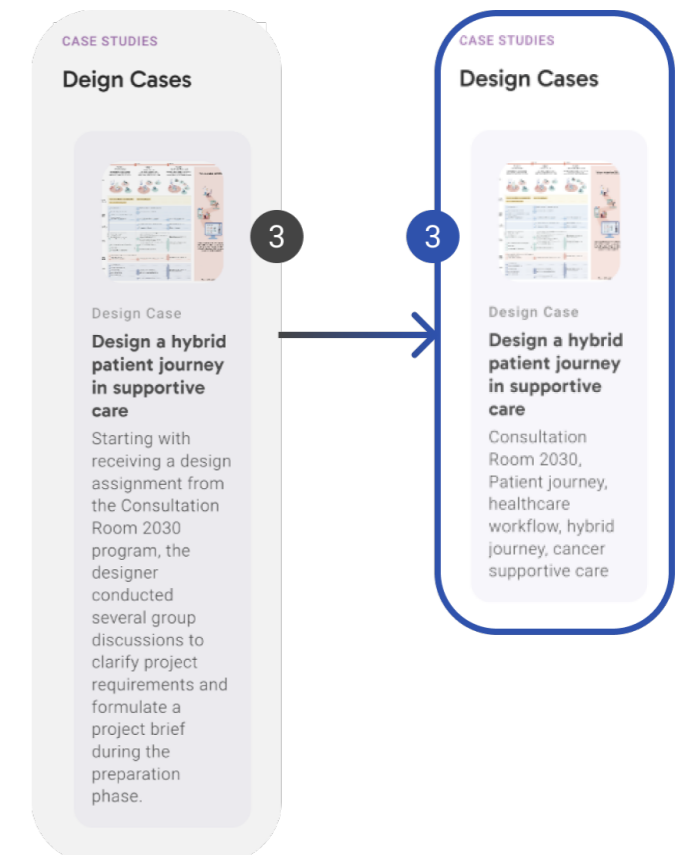 CASE STUDIES
Deign Cases
3
Design Case
Design a hybrid
patient journey
in supportive
care
Starting with
receiving a design
assignment from
the Consultation
Room 2030
program, the
designer
conducted
several group
discussions to
clarify project
requirements and
formulate a
project brief
during the
preparation
phase.
CASE STUDIES
Design Cases
3
Design Case
Design a hybrid
patient journey
in supportive
care
Consultation
Room 2030,
Patient journey,
healthcare
workflow, hybrid
journey, cancer
supportive care